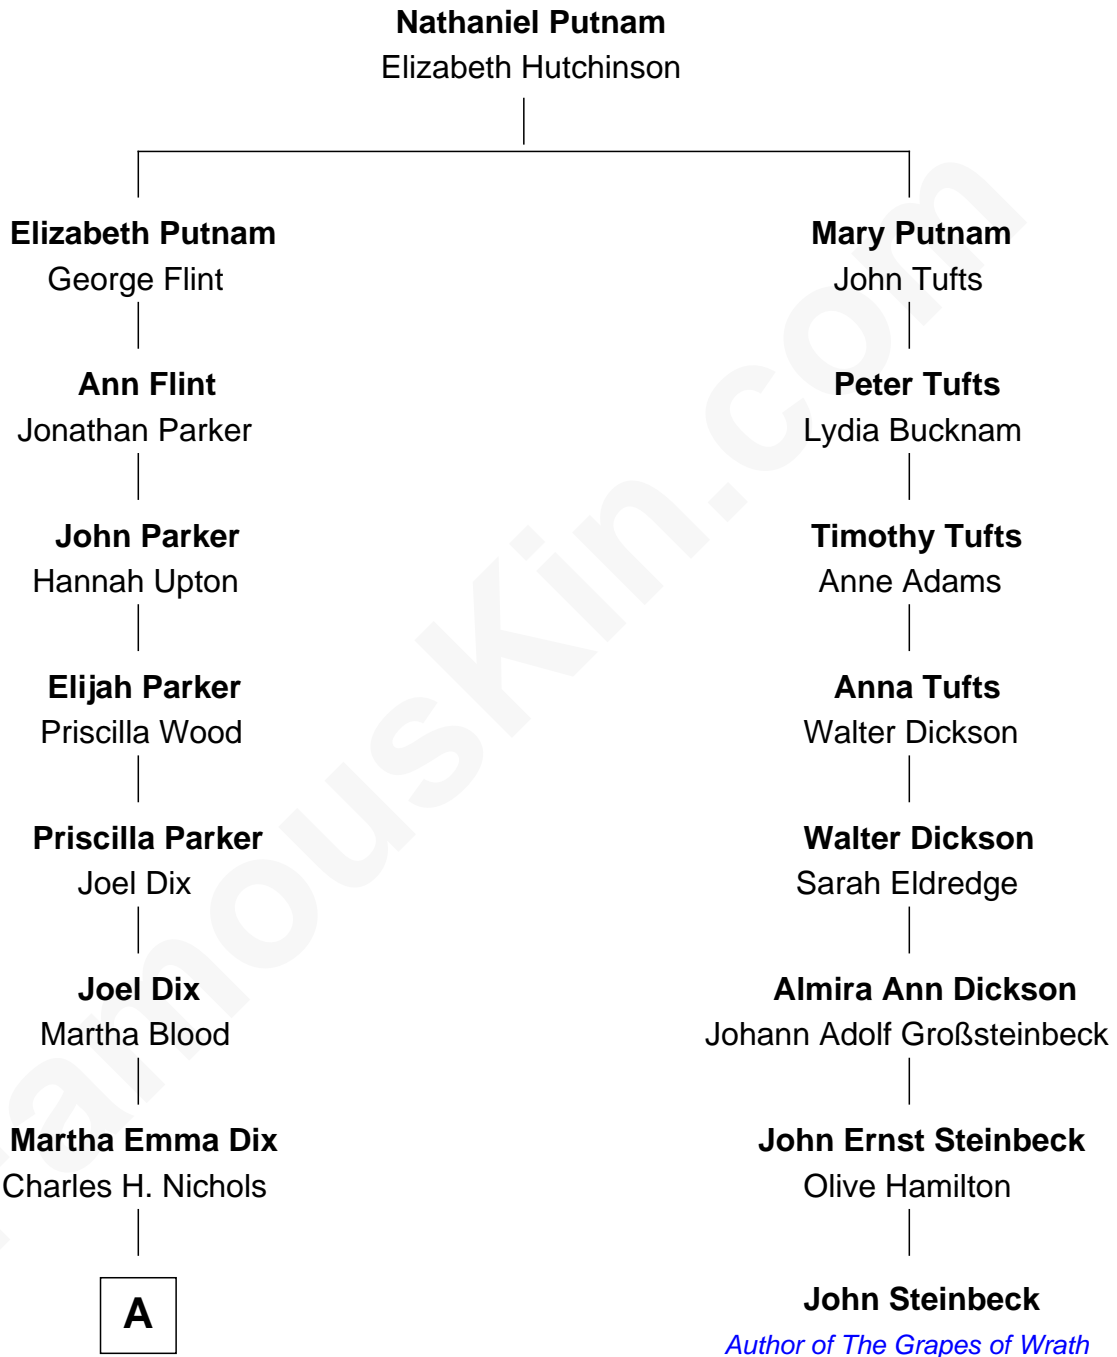 Nathaniel Putnam
Elizabeth Hutchinson
Elizabeth Putnam
George Flint
Mary Putnam
John Tufts
Ann Flint
Jonathan Parker
Peter Tufts
Lydia Bucknam
John Parker
Hannah Upton
Timothy Tufts
Anne Adams
Elijah Parker
Priscilla Wood
Anna Tufts
Walter Dickson
Priscilla Parker
Joel Dix
Walter Dickson
Sarah Eldredge
Joel Dix
Martha Blood
Almira Ann Dickson
Johann Adolf Großsteinbeck
Martha Emma Dix
Charles H. Nichols
John Ernst Steinbeck
Olive Hamilton
A
John Steinbeck
Author of The Grapes of Wrath
FamousKin.com